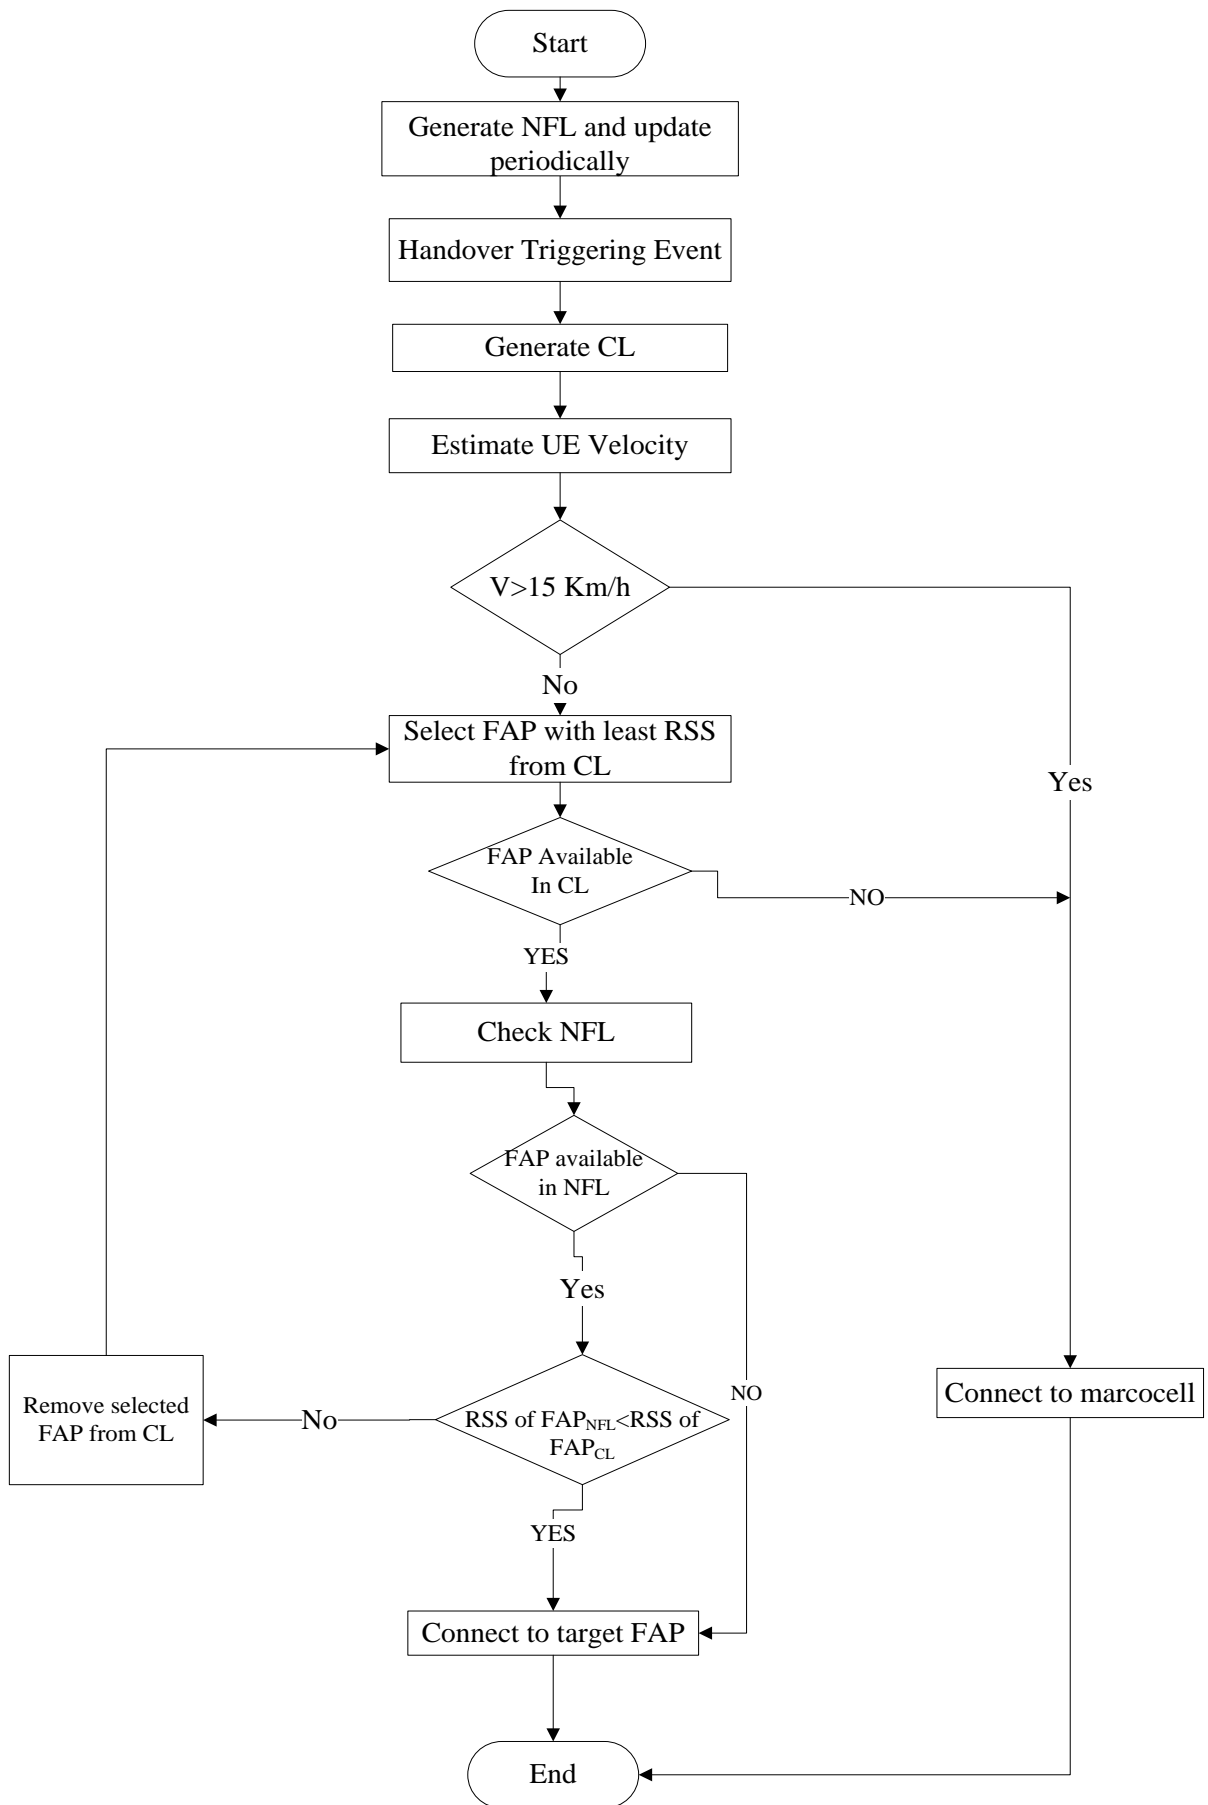 Start
Generate NFL and update
periodically
Handover Triggering Event
Generate CL
Estimate UE Velocity
V>15 Km/h
No
Select FAP with least RSS
from CL
Yes
FAP Available
In CL
NO
YES
Check NFL
FAP available
in NFL
Yes
NO
Remove selected
FAP from CL
No
RSS of FAP_NFL<RSS of
FAP_CL
Connect to marcocell
YES
Connect to target FAP
End